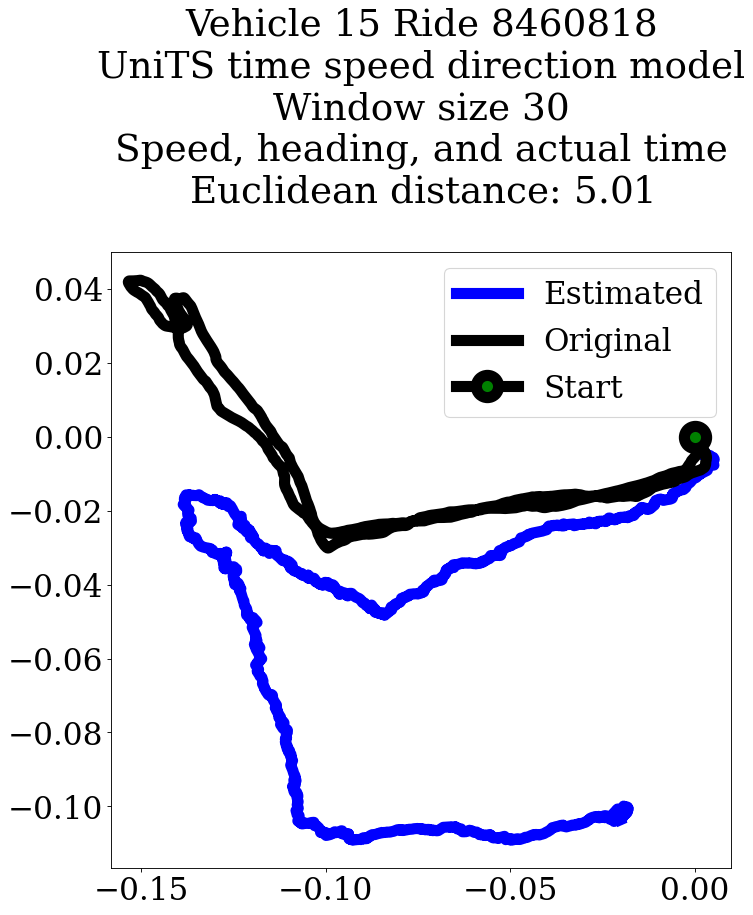 Vehicle 15 Ride 8460818
UniTS time speed direction model
Window size 30
Speed, heading, and actual time
Euclidean distance: 5.01
Estimated
Original
Start
0.04
0.02
0.00
−0.02
−0.04
−0.06
−0.08
−0.10
−0.15 −0.10 −0.05 0.00